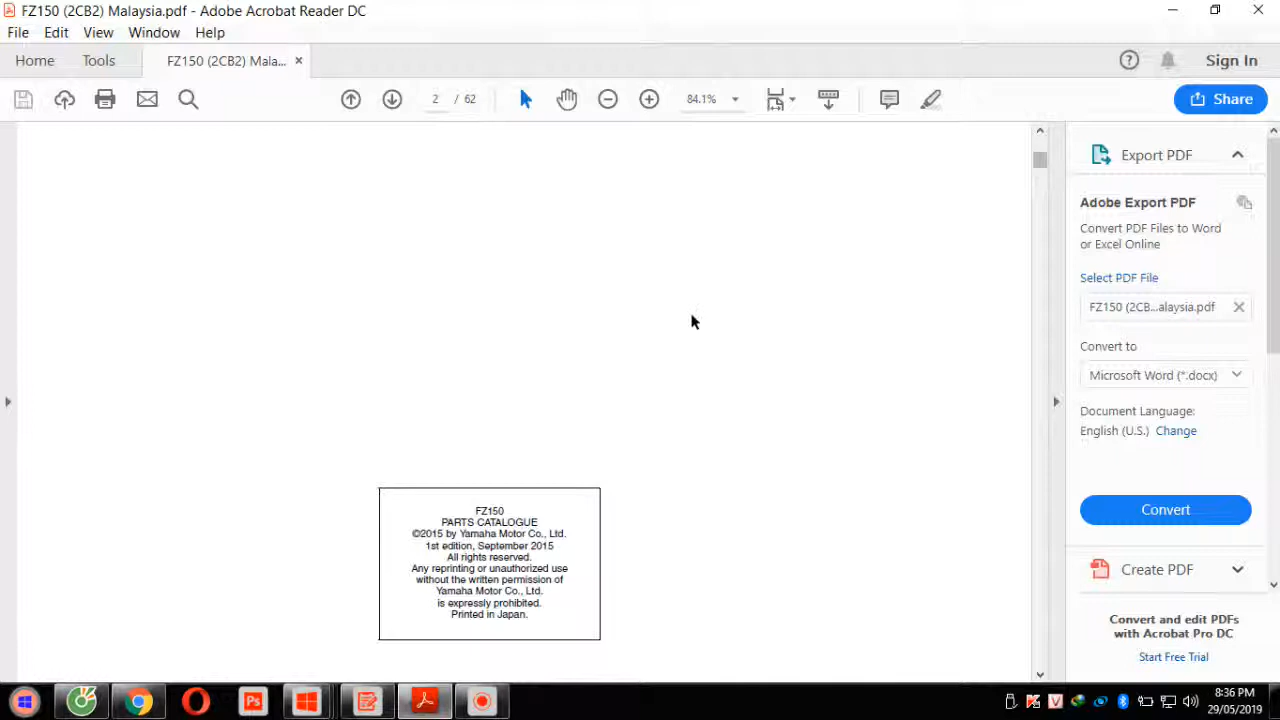 FZ150 (2CB2) Malaysia.pdf - Adobe Acrobat Reader DC
File Edit View Window Help
Home Tools FZ150 (2CB2) Mala... Sign In
2 / 62 84.1% Share
Export PDF
Adobe Export PDF
Convert PDF Files to Word
or Excel Online
Select PDF File
FZ150 (2CB...alaysia.pdf
Convert to
Microsoft Word (*.docx)
Document Language:
English (U.S.) Change
Convert
Create PDF
Convert and edit PDFs
with Acrobat Pro DC
Start Free Trial
FZ150
PARTS CATALOGUE
©2015 by Yamaha Motor Co., Ltd.
1st edition, September 2015
All rights reserved.
Any reprinting or unauthorized use
without the written permission of
Yamaha Motor Co., Ltd.
is expressly prohibited.
Printed in Japan.
Ps
8:36 PM
29/05/2019